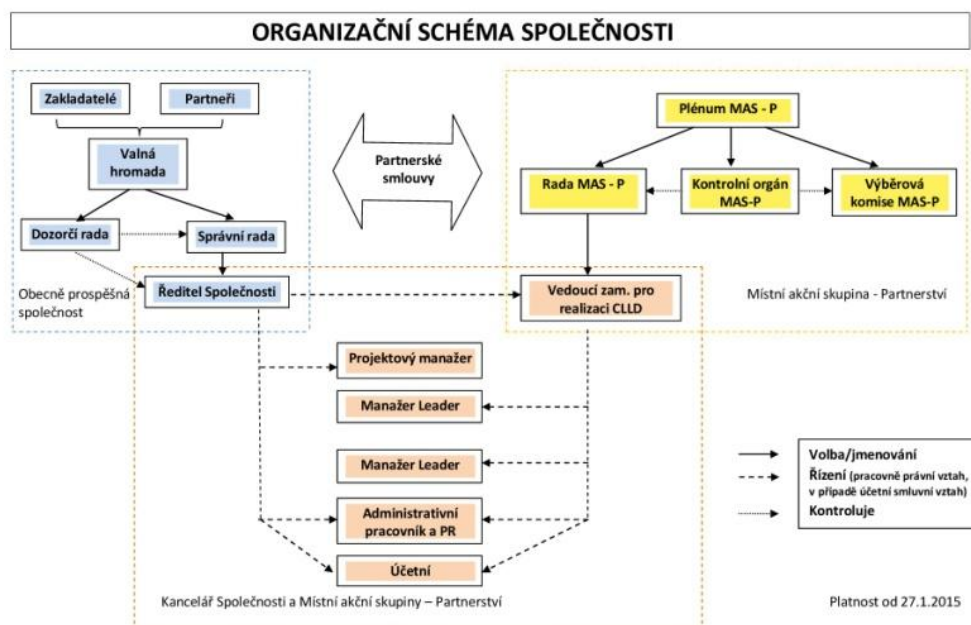 ORGANIZAČNÍ SCHÉMA SPOLEČNOSTI
Zakladatelé
Partneři
Valná
hromada
Dozorčí rada
Správní rada
Obecně prospěšná
společnost
Ředitel Společnosti
Partnerské
smlouvy
Plénum MAS - P
Rada MAS - P
Kontrolní orgán
MAS-P
Výběrová
komise MAS-P
Vedoucí zam. pro
realizaci CLLD
Místní akční skupina - Partnerství
Projektový manažer
Manažer Leader
Manažer Leader
Administrativní
pracovník a PR
Účetní
Kancelář Společnosti a Místní akční skupiny – Partnerství
Volba/jmenování
Řízení (pracovně právní vztah,
v případě účetní smluvní vztah)
Kontroluje
Platnost od 27.1.2015